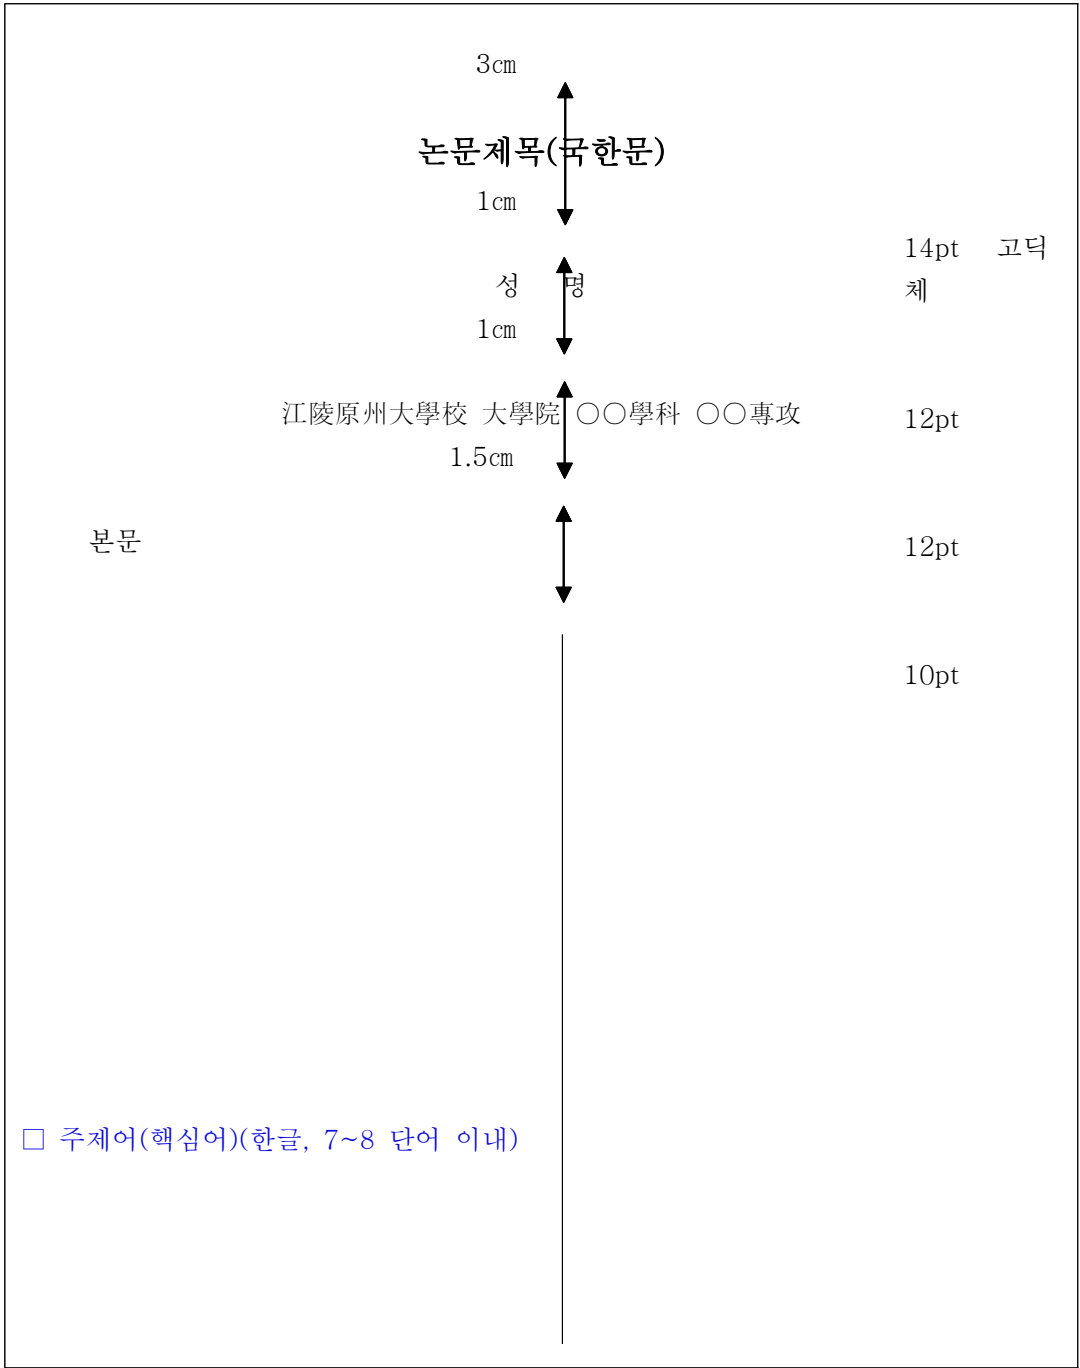 3㎝
논문제목(국한문)
1㎝
14pt 고딕
체
성 명
1㎝
江陵原州大學校 大學院 ○○學科 ○○專攻
12pt
1.5㎝
본문
12pt
10pt
□ 주제어(핵심어)(한글, 7~8 단어 이내)